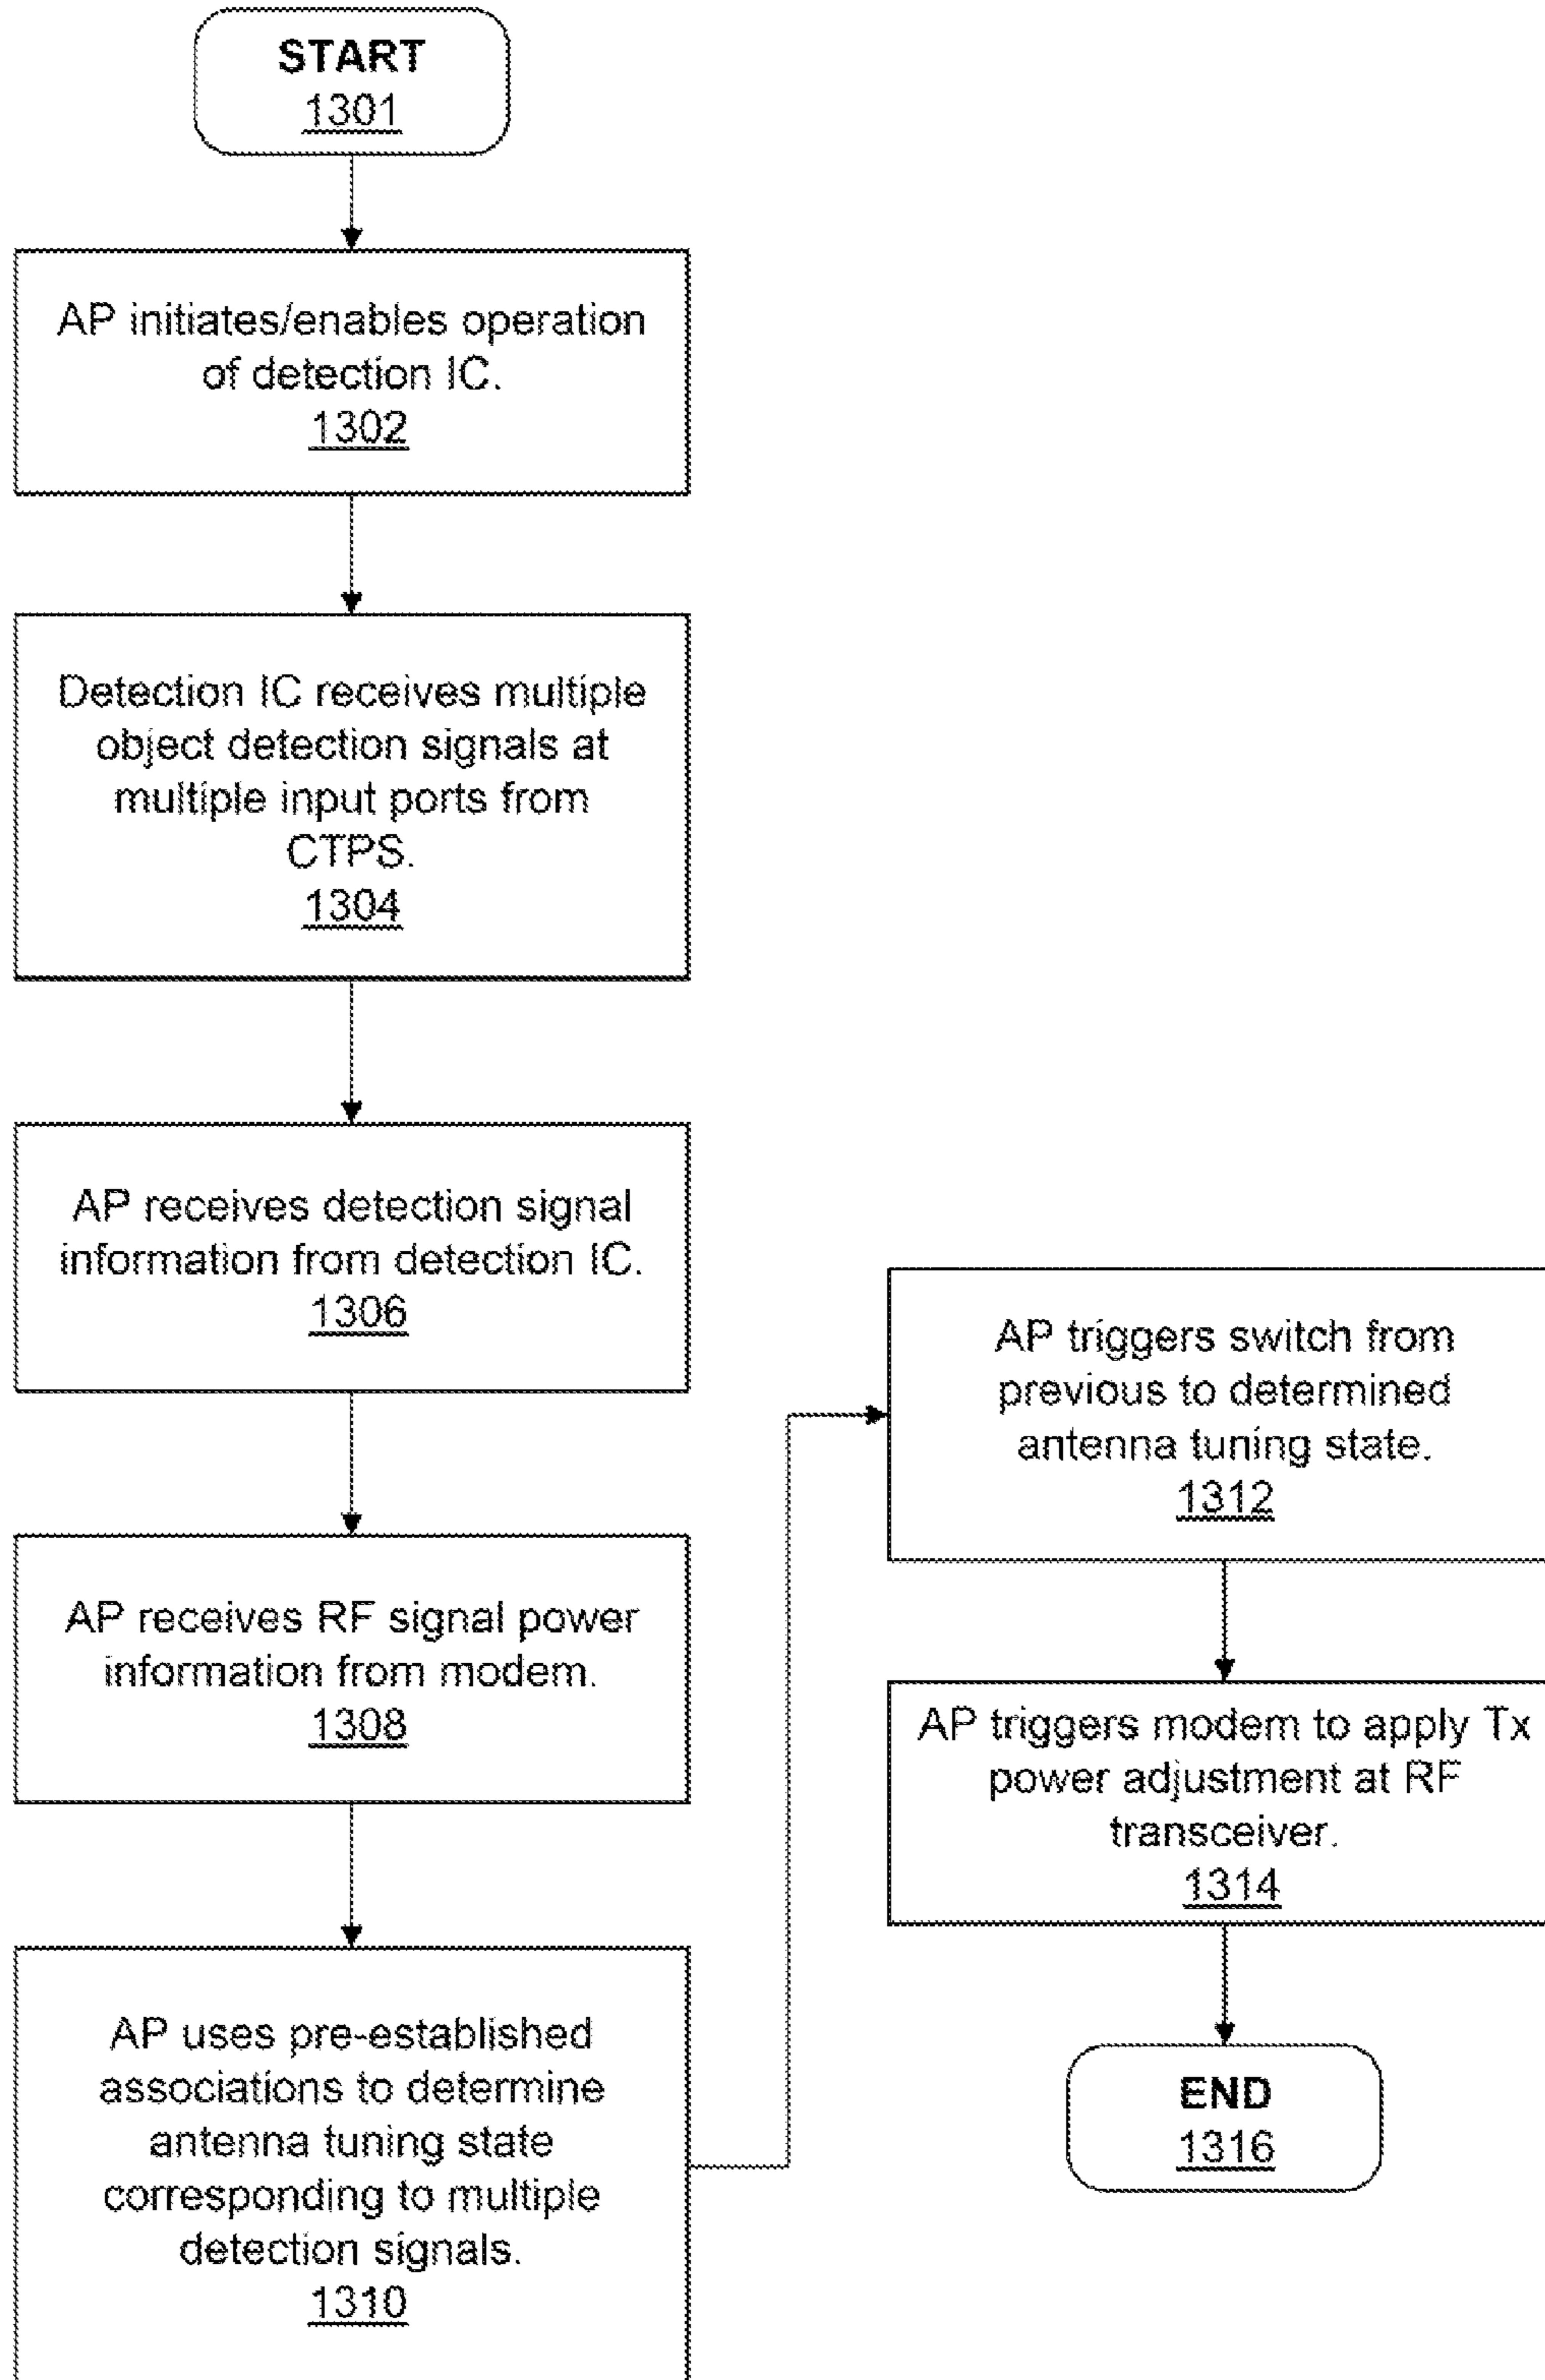 START
1301
AP initiates/enables operation
of detection IC.
1302
Detection IC receives multiple
object detection signals at
multiple input ports from
CTPS.
1304
AP receives detection signal
information from detection IC.
1306
AP receives RF signal power
information from modem.
1308
AP uses pre-established
associations to determine
antenna tuning state
corresponding to multiple
detection signals.
1310
AP triggers switch from
previous to determined
antenna tuning state.
1312
AP triggers modem to apply Tx
power adjustment at RF
transceiver.
1314
END
1316